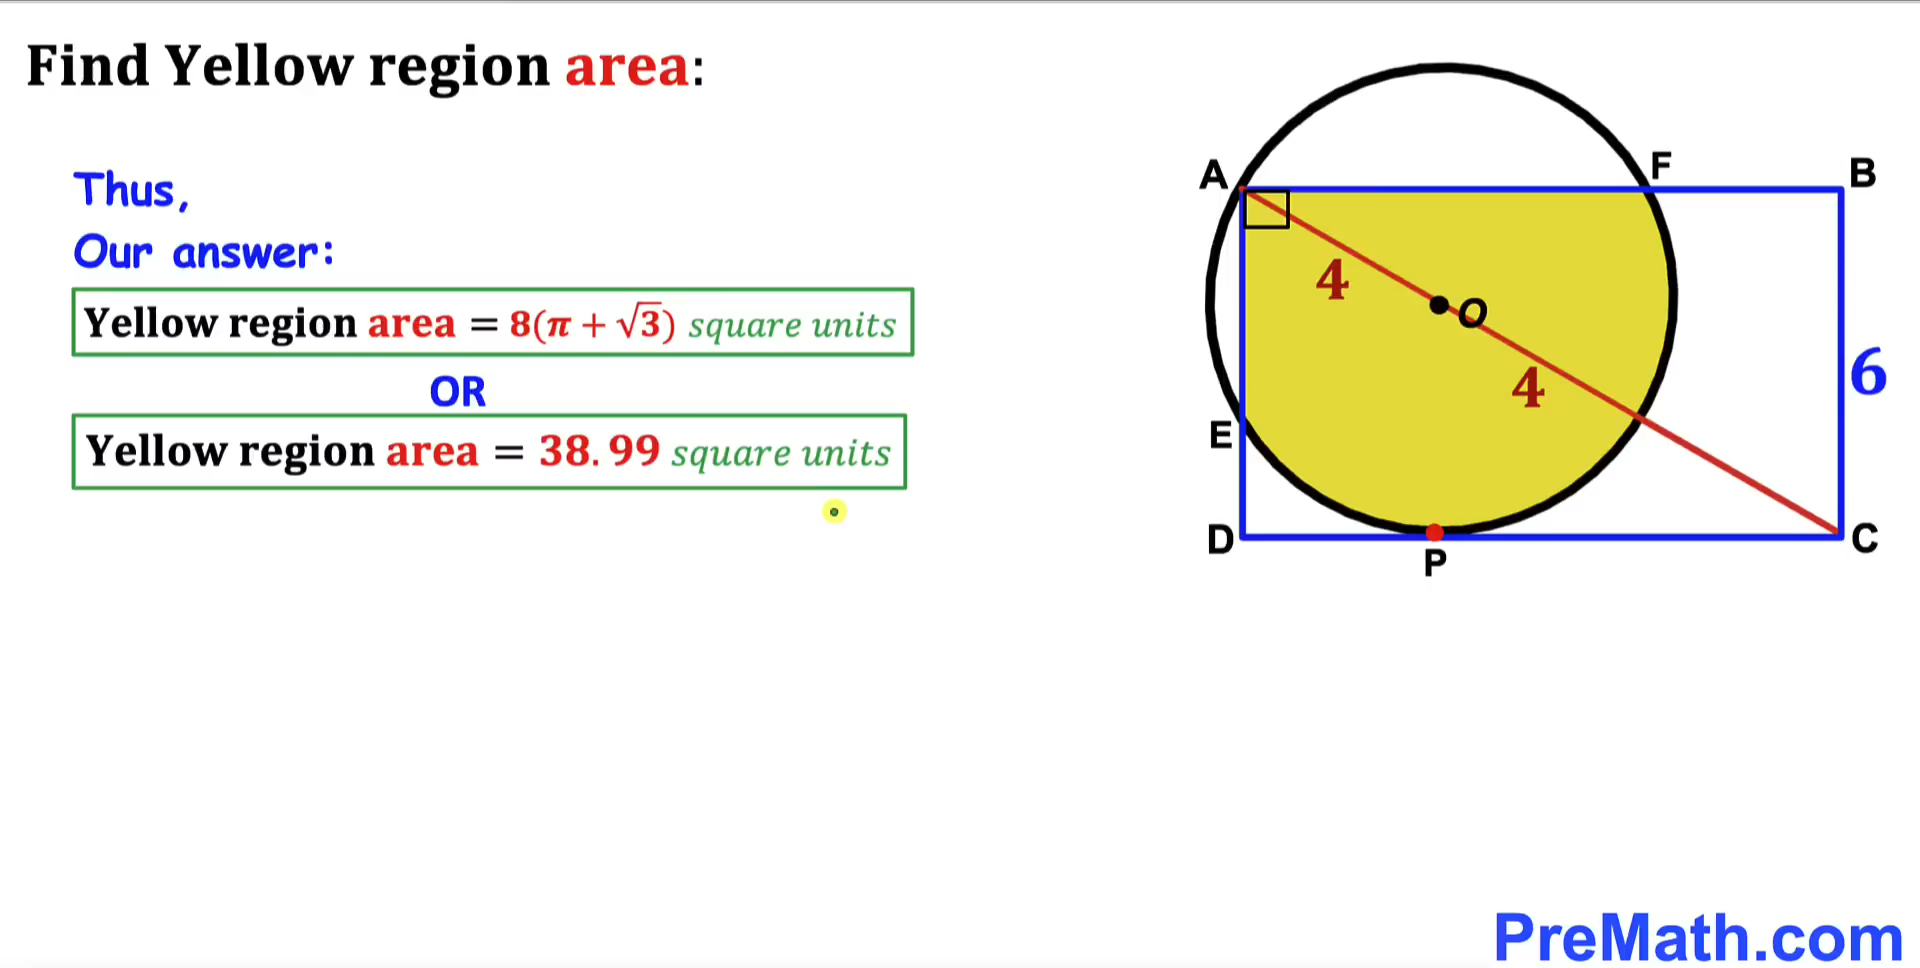 Find Yellow region area:
Thus,
Our answer:
Yellow region area = 8(π + √3) square units
OR
Yellow region area = 38.99 square units
A
F
B
4
O
4
6
E
D
P
C
PreMath.com